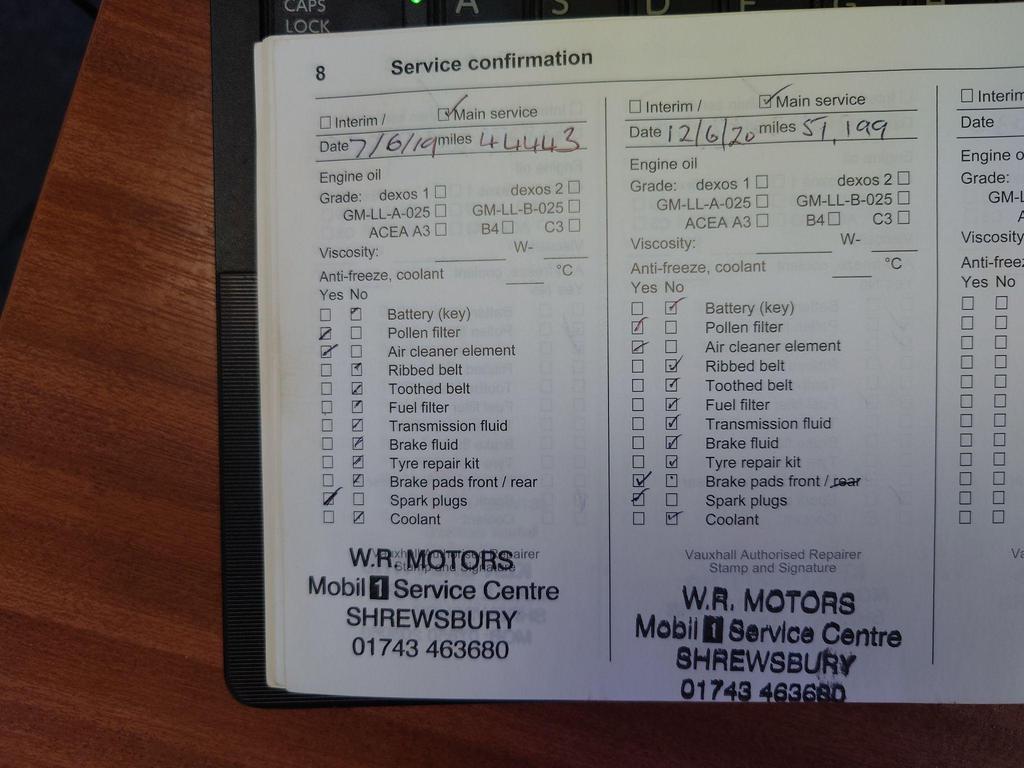 CAPS
LOCK
A S D F G H
8 Service confirmation
Interim / Main service
Date 7/6/19 miles 44443
Engine oil
Grade: dexos 1 dexos 2
GM-LL-A-025 GM-LL-B-025
ACEA A3 B4 C3
Viscosity: W-
Anti-freeze, coolant °C
Yes No
Battery (key)
Pollen filter
Air cleaner element
Ribbed belt
Toothed belt
Fuel filter
Transmission fluid
Brake fluid
Tyre repair kit
Brake pads front / rear
Spark plugs
Coolant
Vauxhall Authorised Repairer
Stamp and Signature
W.R. MOTORS
Mobil 1 Service Centre
SHREWSBURY
01743 463680
Interim / Main service
Date 12/6/20 miles 51,199
Engine oil
Grade: dexos 1 dexos 2
GM-LL-A-025 GM-LL-B-025
ACEA A3 B4 C3
Viscosity: W-
Anti-freeze, coolant °C
Yes No
Battery (key)
Pollen filter
Air cleaner element
Ribbed belt
Toothed belt
Fuel filter
Transmission fluid
Brake fluid
Tyre repair kit
Brake pads front / rear
Spark plugs
Coolant
Vauxhall Authorised Repairer
Stamp and Signature
W.R. MOTORS
Mobil 1 Service Centre
SHREWSBURY
01743 463680
Interim
Date
Engine o
Grade:
GM-L
A
Viscosity
Anti-freez
Yes No
Va